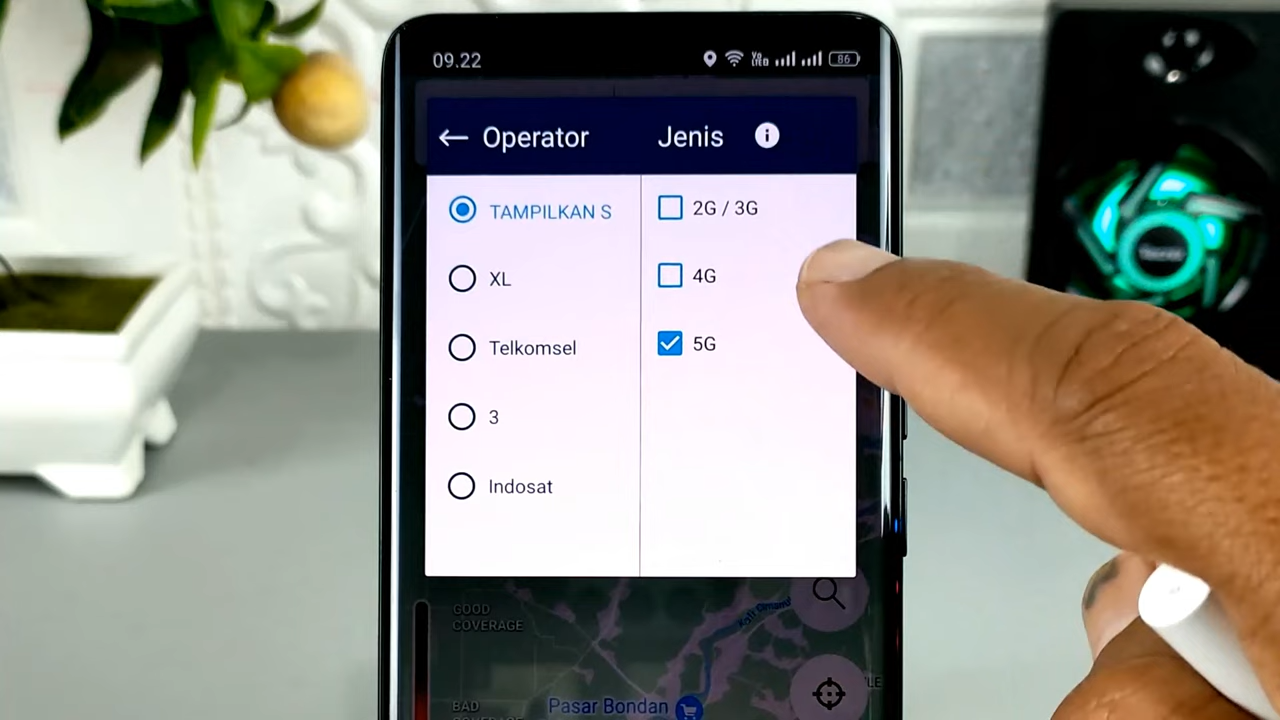 09.22
86
Operator
Jenis
TAMPILKAN S
2G / 3G
XL
4G
Telkomsel
5G
3
Indosat
GOOD
COVERAGE
BAD
COVERAGE
Pasar Bondan